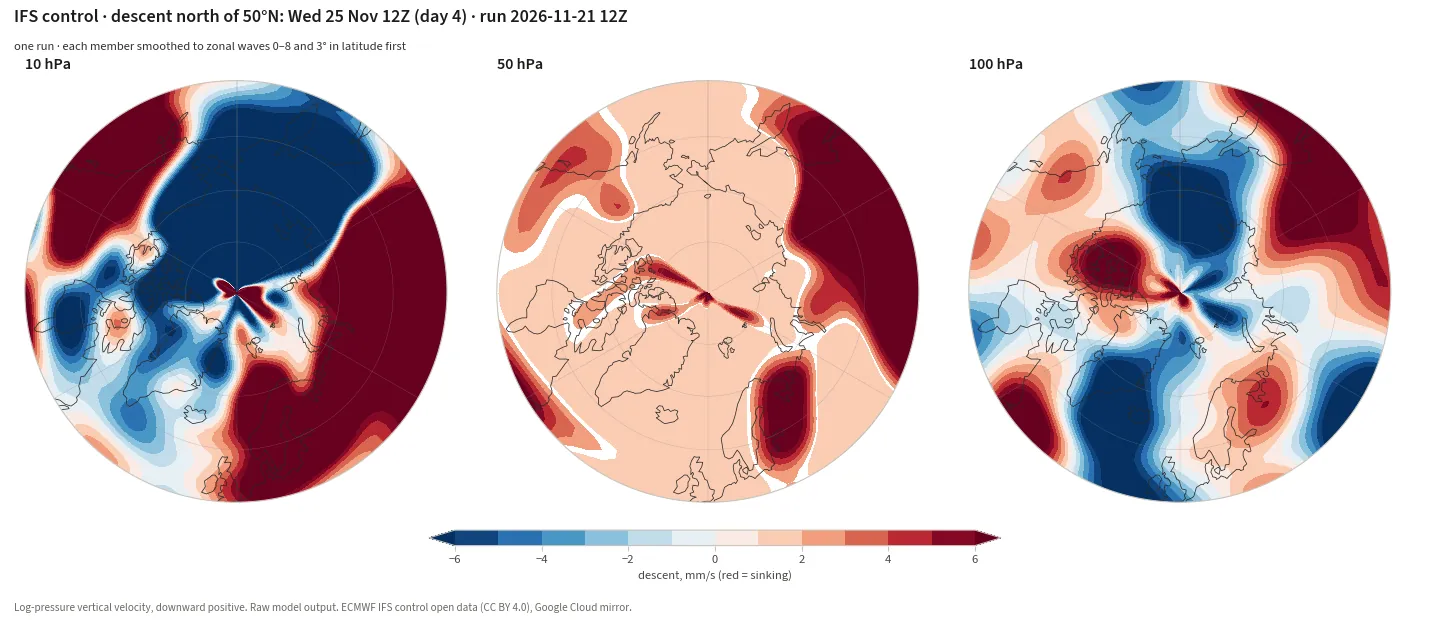 IFS control · descent north of 50°N: Wed 25 Nov 12Z (day 4) · run 2026-11-21 12Z
one run · each member smoothed to zonal waves 0–8 and 3° in latitude first
10 hPa
50 hPa
100 hPa
−6 −4 −2 0 2 4 6
descent, mm/s (red = sinking)
Log-pressure vertical velocity, downward positive. Raw model output. ECMWF IFS control open data (CC BY 4.0), Google Cloud mirror.